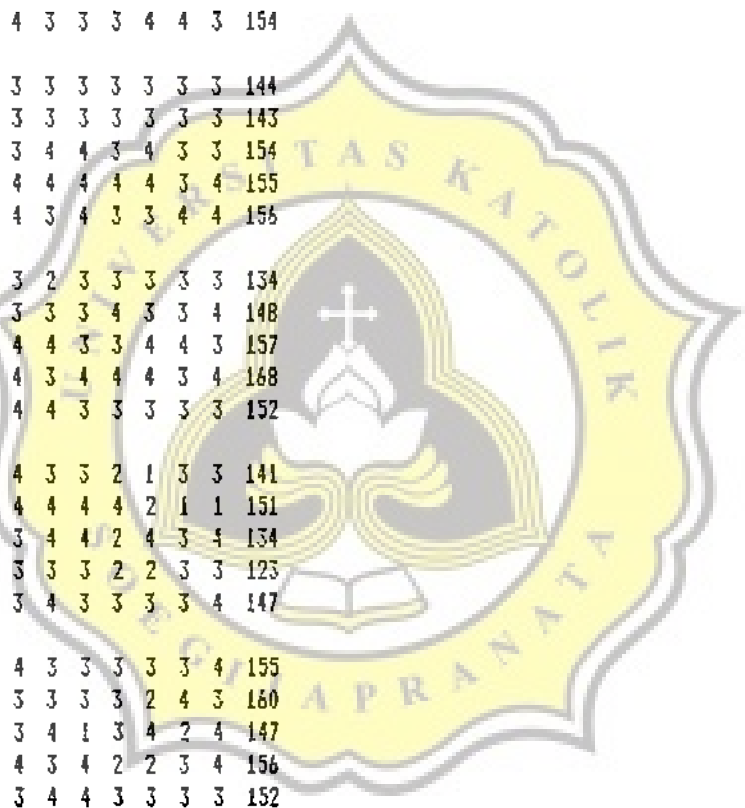 4 3 3 3 4 4 3 154
3 3 3 3 3 3 3 144
3 3 3 3 3 3 3 143
3 4 4 3 4 3 3 154
4 4 4 4 4 3 4 155
4 3 4 3 3 4 4 156
3 2 3 3 3 3 3 134
3 3 3 4 3 3 4 148
4 4 3 3 4 4 3 157
4 3 4 4 4 3 4 168
4 4 3 3 3 3 3 152
4 3 3 2 1 3 3 141
4 4 4 4 2 1 1 151
3 4 4 2 4 3 4 134
3 3 3 2 2 3 3 123
3 4 3 3 3 3 4 147
4 3 3 3 3 3 4 155
3 3 3 3 2 4 3 160
3 4 1 3 4 2 4 147
4 3 4 2 2 3 4 156
3 4 4 3 3 3 3 152
UNIVERSITAS KATOLIK
SOEGIJAPRANATA